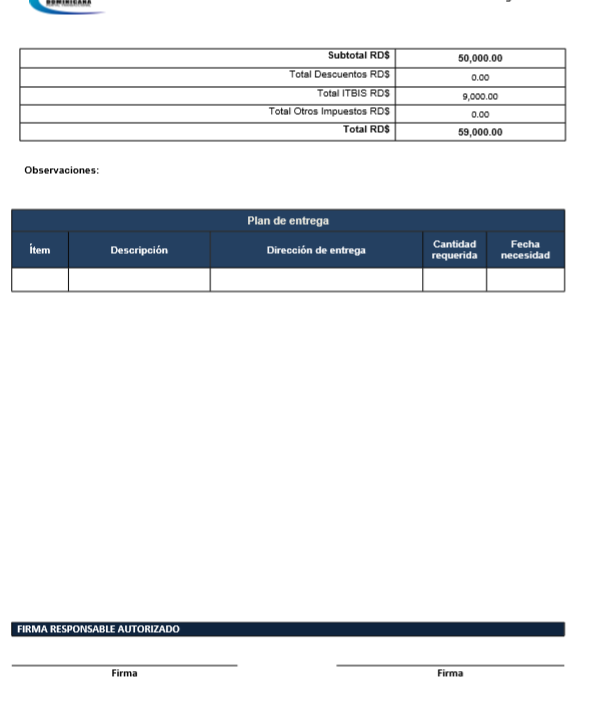 DOMINICANA
Subtotal RD$ 50,000.00
Total Descuentos RD$ 0.00
Total ITBIS RD$ 9,000.00
Total Otros Impuestos RD$ 0.00
Total RD$ 59,000.00
Observaciones:
Plan de entrega
Ítem Descripción Dirección de entrega Cantidad requerida Fecha necesidad
FIRMA RESPONSABLE AUTORIZADO
Firma Firma